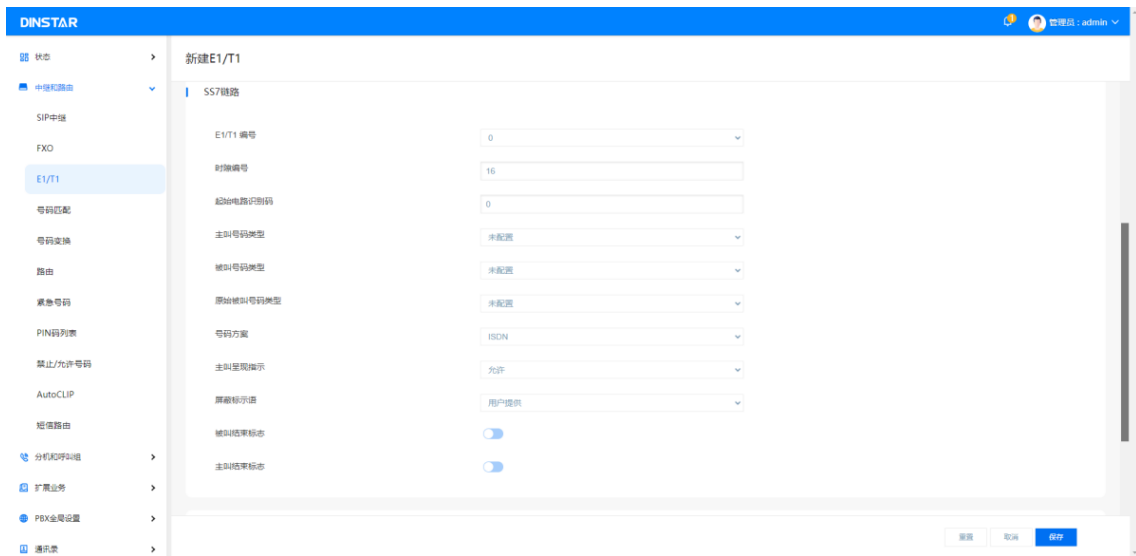 DINSTAR
1
管理员 : admin
状态
中继和路由
SIP中继
FXO
E1/T1
号码匹配
号码变换
路由
紧急号码
PIN码列表
禁止/允许号码
AutoCLIP
短信路由
分机和呼叫组
扩展业务
PBX全局设置
通讯录
新建E1/T1
SS7链路
E1/T1 编号
0
时隙编号
16
起始电路识别码
0
主叫号码类型
未配置
被叫号码类型
未配置
原始被叫号码类型
未配置
号码方案
ISDN
主叫呈现指示
允许
屏蔽标示语
用户提供
被叫结束标志
主叫结束标志
重置
取消
保存